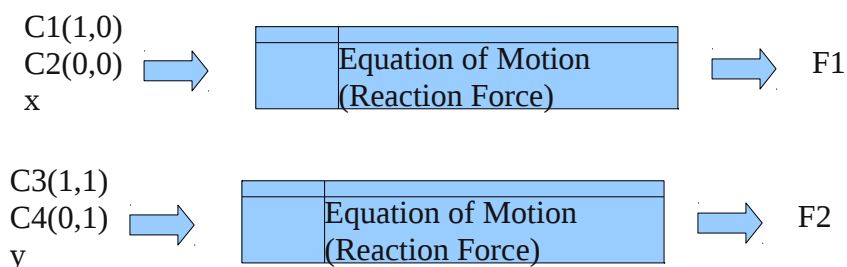 C1(1,0)
C2(0,0)
x
Equation of Motion
(Reaction Force)
F1
C3(1,1)
C4(0,1)
y
Equation of Motion
(Reaction Force)
F2